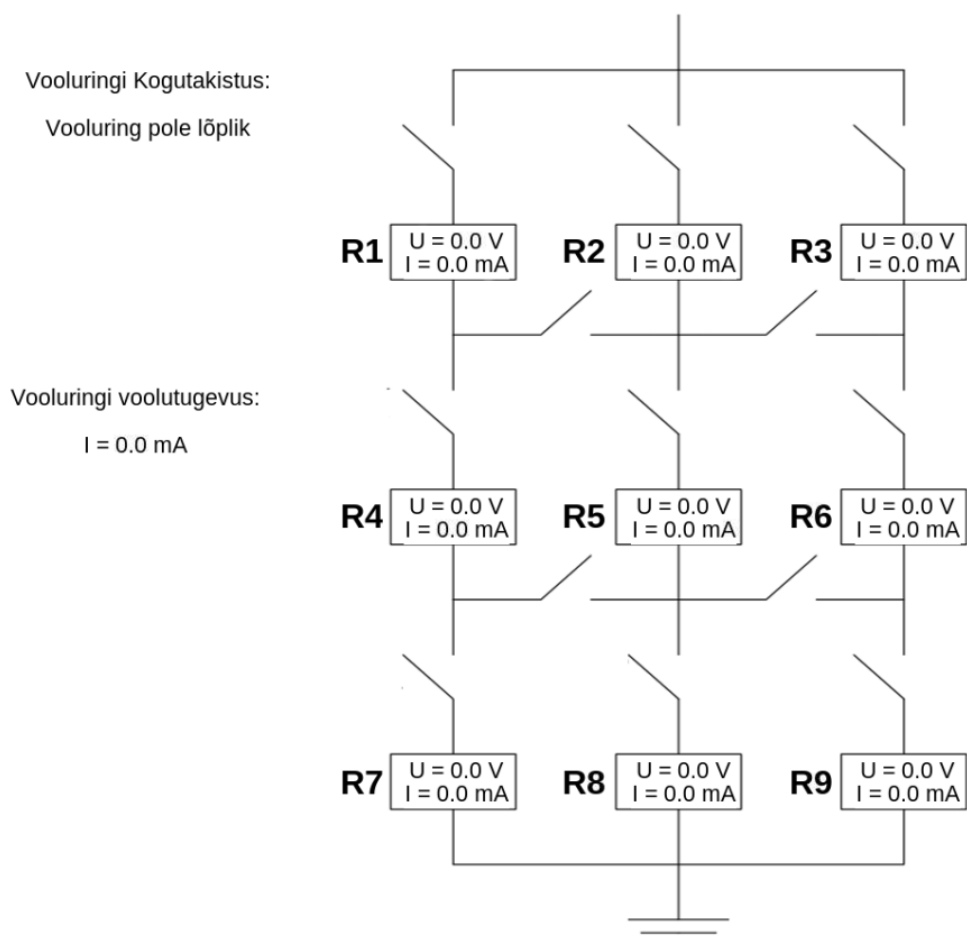 Vooluringi Kogutakistus:
Vooluring pole lõplik
R1
U = 0.0 V
I = 0.0 mA
R2
U = 0.0 V
I = 0.0 mA
R3
U = 0.0 V
I = 0.0 mA
Vooluringi voolutugevus:
I = 0.0 mA
R4
U = 0.0 V
I = 0.0 mA
R5
U = 0.0 V
I = 0.0 mA
R6
U = 0.0 V
I = 0.0 mA
R7
U = 0.0 V
I = 0.0 mA
R8
U = 0.0 V
I = 0.0 mA
R9
U = 0.0 V
I = 0.0 mA